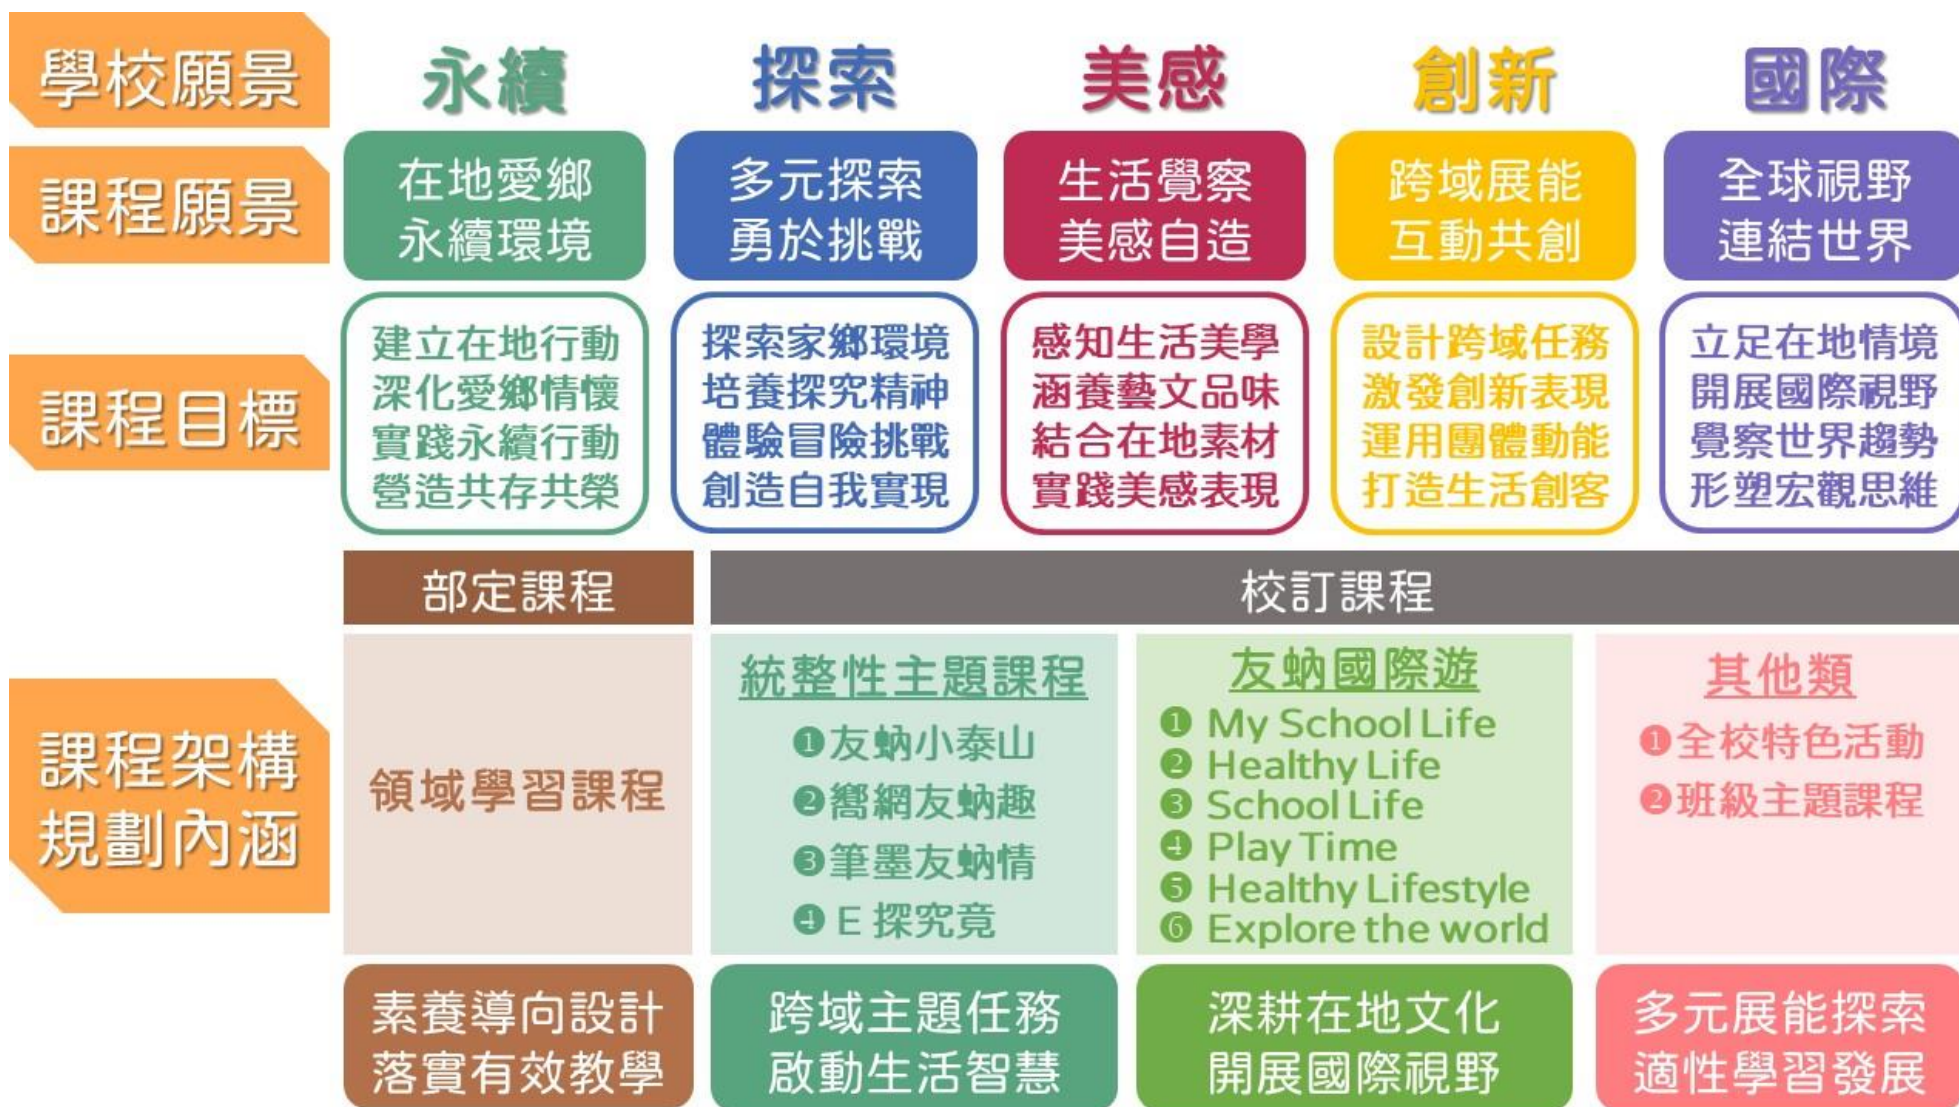 學校願景
永續
探索
美感
創新
國際
課程願景
在地愛鄉
永續環境
多元探索
勇於挑戰
生活覺察
美感自造
跨域展能
互動共創
全球視野
連結世界
課程目標
建立在地行動
深化愛鄉情懷
實踐永續行動
營造共存共榮
探索家鄉環境
培養探究精神
體驗冒險挑戰
創造自我實現
感知生活美學
涵養藝文品味
結合在地素材
實踐美感表現
設計跨域任務
激發創新表現
運用團體動能
打造生活創客
立足在地情境
開展國際視野
覺察世界趨勢
形塑宏觀思維
課程架構
規劃內涵
部定課程
領域學習課程
素養導向設計
落實有效教學
校訂課程
統整性主題課程
❶友蚋小泰山
❷嚮網友蚋趣
❸筆墨友蚋情
❹ E 探究竟
跨域主題任務
啟動生活智慧
友蚋國際遊
❶ My School Life
❷ Healthy Life
❸ School Life
❹ Play Time
❺ Healthy Lifestyle
❻ Explore the world
深耕在地文化
開展國際視野
其他類
❶全校特色活動
❷班級主題課程
多元展能探索
適性學習發展